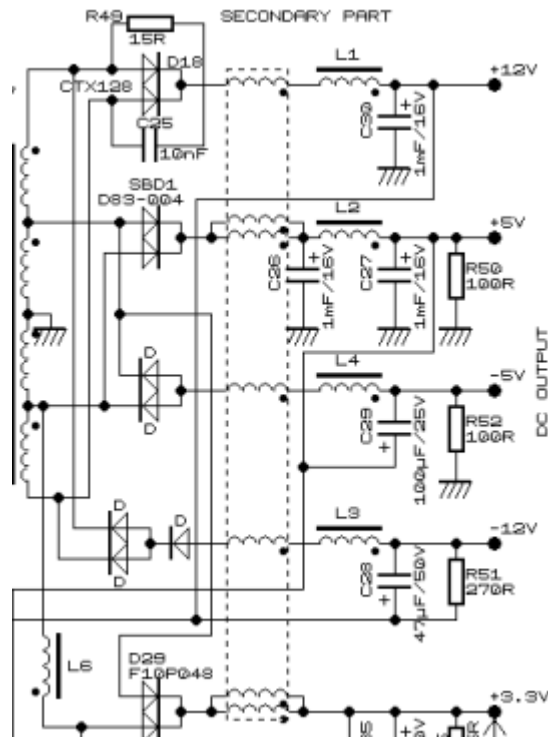 R49
SECONDARY PART
15R
D18
L1
+12V
CTX128
C25
10nF
C30
1mF/16V
SBD1
D83-004
L2
+5V
C26
1mF/16V
C27
1mF/16V
R50
100R
DC OUTPUT
D
L4
-5V
D
C29
100µF/25V
R52
100R
D
D
L3
-12V
D
C28
47µF/50V
R51
270R
L6
D29
F10P048
+3.3V